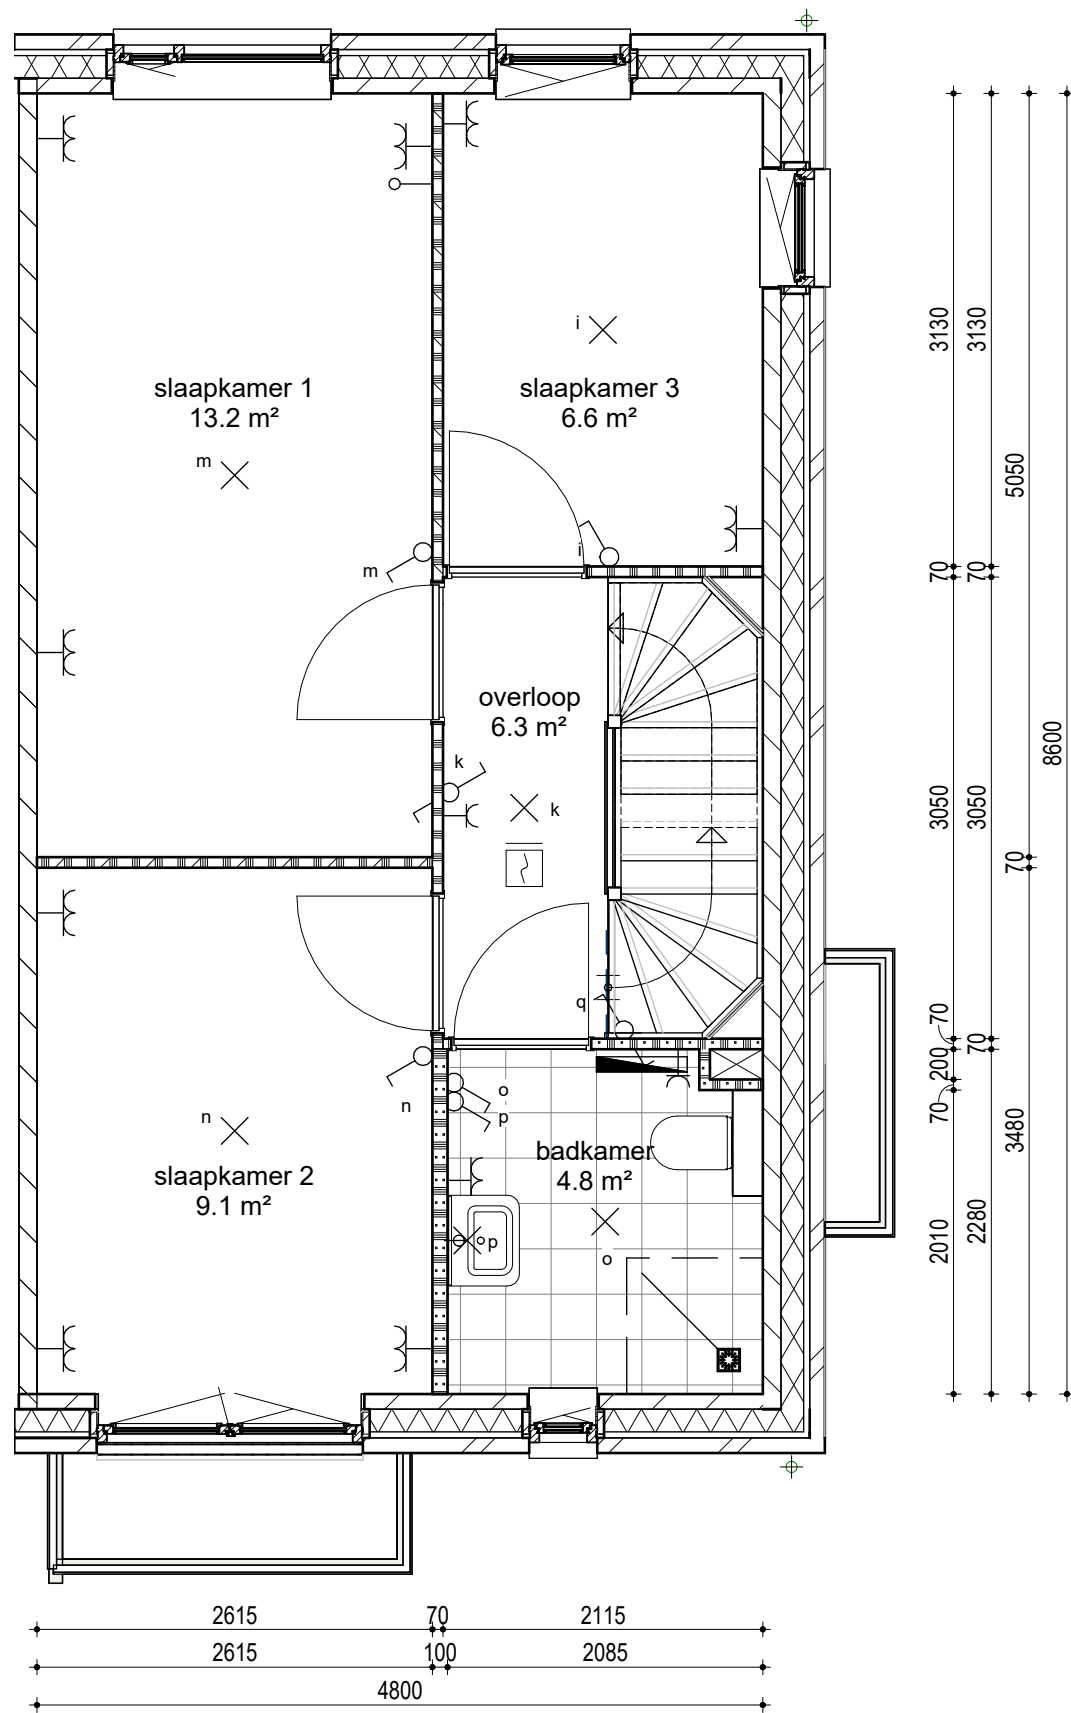 i
slaapkamer 1
13.2 m²
slaapkamer 3
6.6 m²
m
m
i
overloop
6.3 m²
k
k
q
o
p
n
n
slaapkamer 2
9.1 m²
badkamer
4.8 m²
p
o
3130
3130
5050
70
70
8600
3050
3050
70
70
70
200
70
3480
2010
2280
2615
70
2115
2615
100
2085
4800